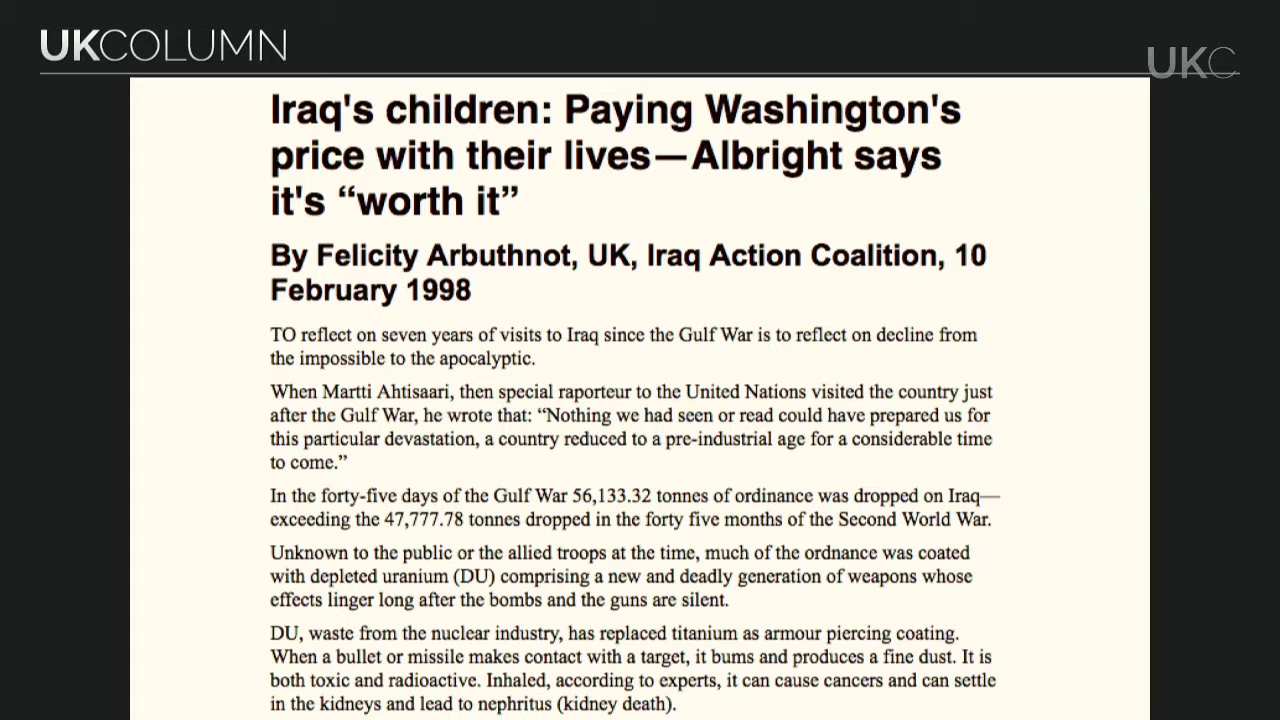 UKCOLUMN
UKC
Iraq's children: Paying Washington's
price with their lives—Albright says
it's “worth it”
By Felicity Arbuthnot, UK, Iraq Action Coalition, 10
February 1998
TO reflect on seven years of visits to Iraq since the Gulf War is to reflect on decline from
the impossible to the apocalyptic.
When Martti Ahtisaari, then special raporteur to the United Nations visited the country just
after the Gulf War, he wrote that: “Nothing we had seen or read could have prepared us for
this particular devastation, a country reduced to a pre-industrial age for a considerable time
to come.”
In the forty-five days of the Gulf War 56,133.32 tonnes of ordinance was dropped on Iraq—
exceeding the 47,777.78 tonnes dropped in the forty five months of the Second World War.
Unknown to the public or the allied troops at the time, much of the ordnance was coated
with depleted uranium (DU) comprising a new and deadly generation of weapons whose
effects linger long after the bombs and the guns are silent.
DU, waste from the nuclear industry, has replaced titanium as armour piercing coating.
When a bullet or missile makes contact with a target, it bums and produces a fine dust. It is
both toxic and radioactive. Inhaled, according to experts, it can cause cancers and can settle
in the kidneys and lead to nephritus (kidney death).